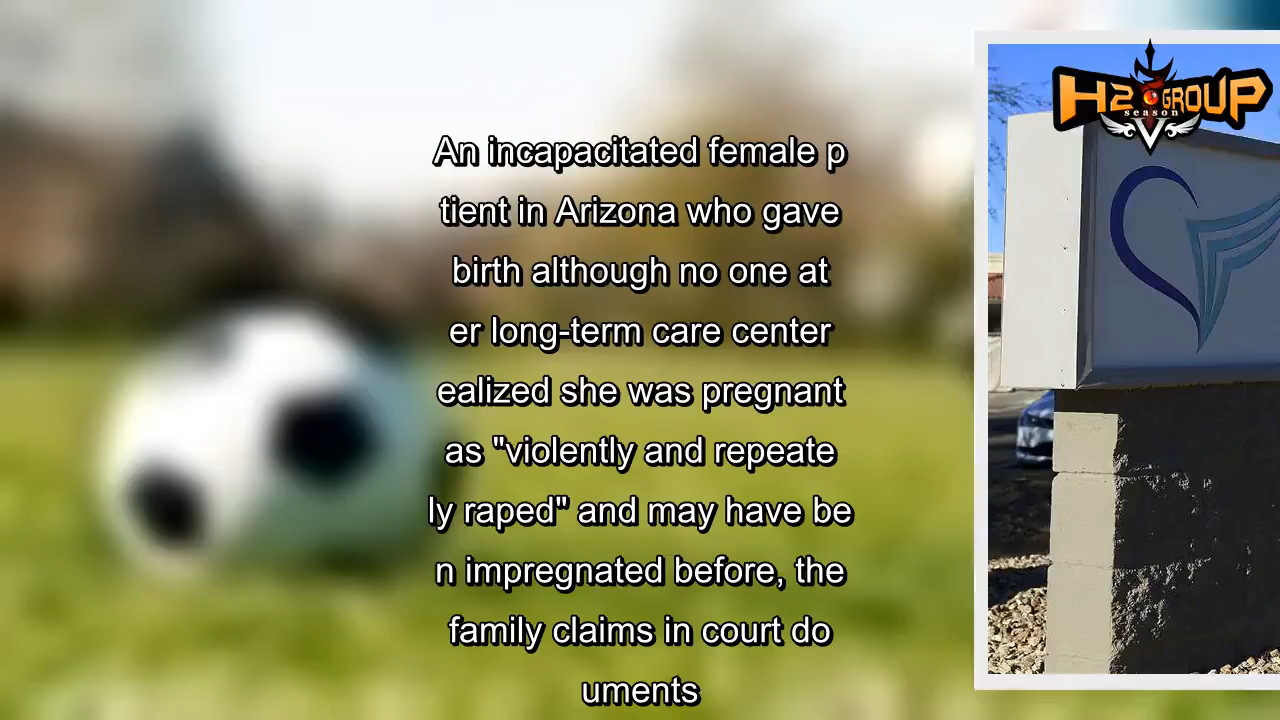 An incapacitated female p
tient in Arizona who gave
birth although no one at
er long-term care center
ealized she was pregnant
as "violently and repeate
ly raped" and may have be
n impregnated before, the
family claims in court do
uments
H2 GROUP
season